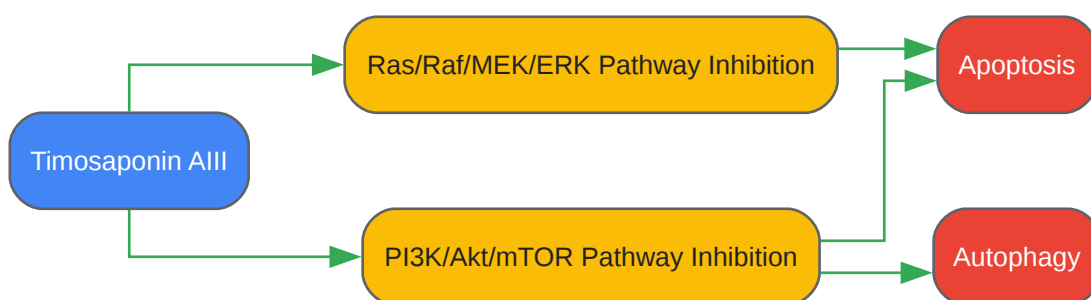 Ras/Raf/MEK/ERK Pathway Inhibition
Apoptosis
Timosaponin AIII
PI3K/Akt/mTOR Pathway Inhibition
Autophagy